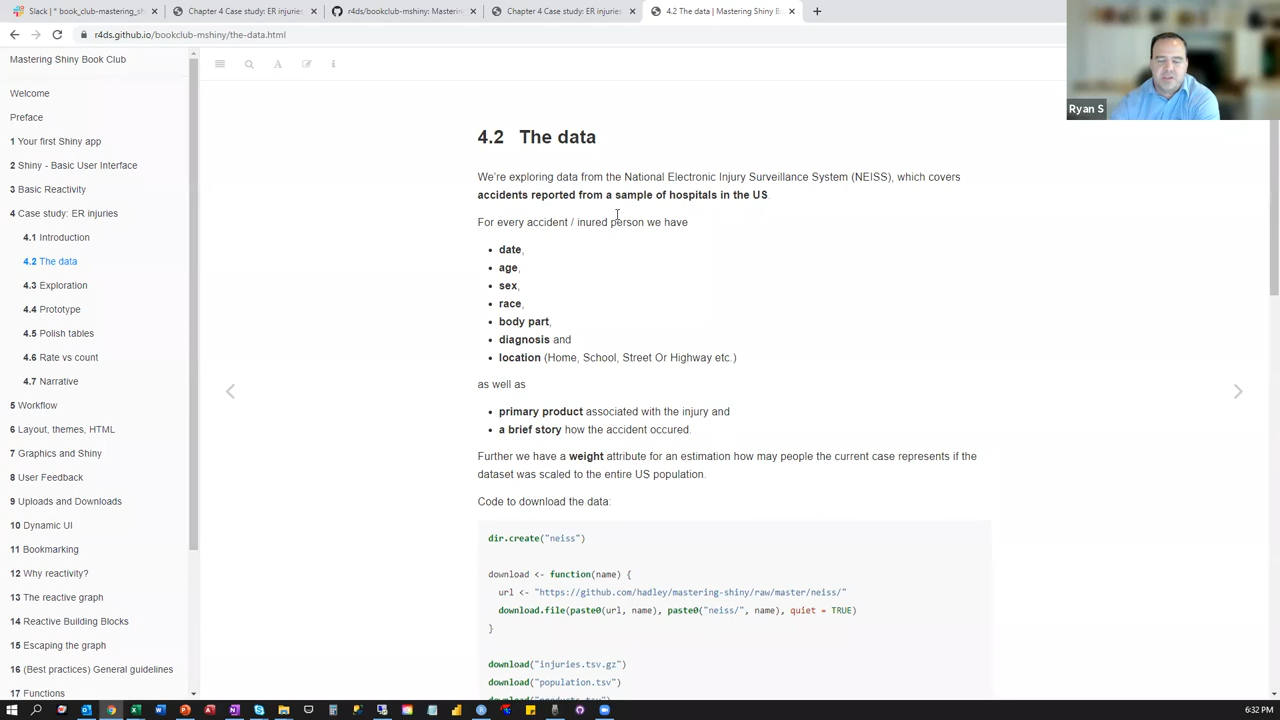 Slack | * book_club-mastering_sh
Chapter 4 Case study: ER injuries
r4ds/bookclub-mshiny: Mastering
Chapter 4 Case study: ER injuries
4.2 The data | Mastering Shiny B
r4ds.github.io/bookclub-mshiny/the-data.html
Ryan S
Mastering Shiny Book Club
Welcome
Preface
1 Your first Shiny app
2 Shiny - Basic User Interface
3 Basic Reactivity
4 Case study: ER injuries
4.1 Introduction
4.2 The data
4.3 Exploration
4.4 Prototype
4.5 Polish tables
4.6 Rate vs count
4.7 Narrative
5 Workflow
6 Layout, themes, HTML
7 Graphics and Shiny
8 User Feedback
9 Uploads and Downloads
10 Dynamic UI
11 Bookmarking
12 Why reactivity?
13 The reactive graph
14 Reactive Building Blocks
15 Escaping the graph
16 (Best practices) General guidelines
17 Functions
4.2 The data
We're exploring data from the National Electronic Injury Surveillance System (NEISS), which covers
accidents reported from a sample of hospitals in the US.
For every accident / inured person we have
• date,
• age,
• sex,
• race,
• body part,
• diagnosis and
• location (Home, School, Street Or Highway etc.)
as well as
• primary product associated with the injury and
• a brief story how the accident occured.
Further we have a weight attribute for an estimation how may people the current case represents if the
dataset was scaled to the entire US population.
Code to download the data:
dir.create("neiss")
download <- function(name) {
url <- "https://github.com/hadley/mastering-shiny/raw/master/neiss/"
download.file(paste0(url, name), paste0("neiss/", name), quiet = TRUE)
}
download("injuries.tsv.gz")
download("population.tsv")
download("products.tsv")
6:32 PM